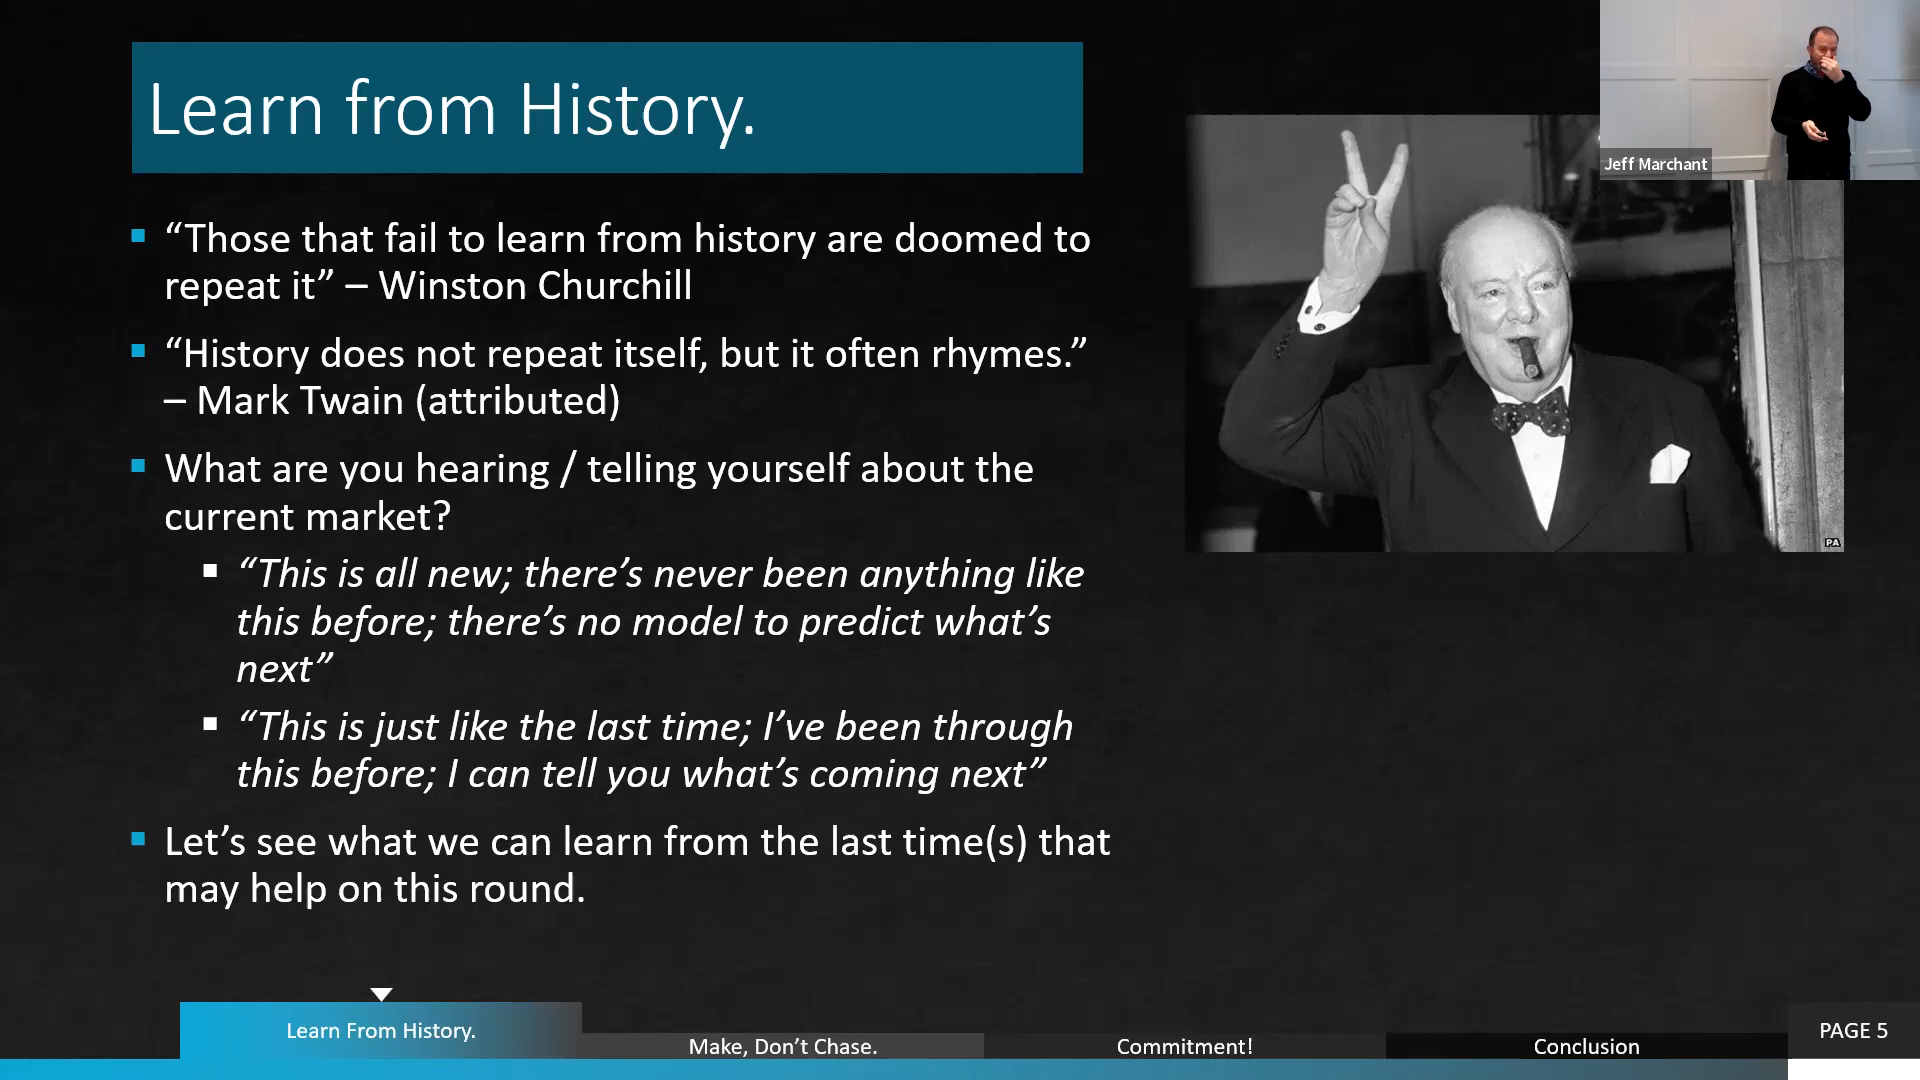 Learn from History.
Jeff Marchant
“Those that fail to learn from history are doomed to
repeat it” – Winston Churchill
“History does not repeat itself, but it often rhymes.”
– Mark Twain (attributed)
What are you hearing / telling yourself about the
current market?
“This is all new; there’s never been anything like
this before; there’s no model to predict what’s
next”
“This is just like the last time; I’ve been through
this before; I can tell you what’s coming next”
Let’s see what we can learn from the last time(s) that
may help on this round.
PA
Learn From History.
Make, Don’t Chase.
Commitment!
Conclusion
PAGE 5